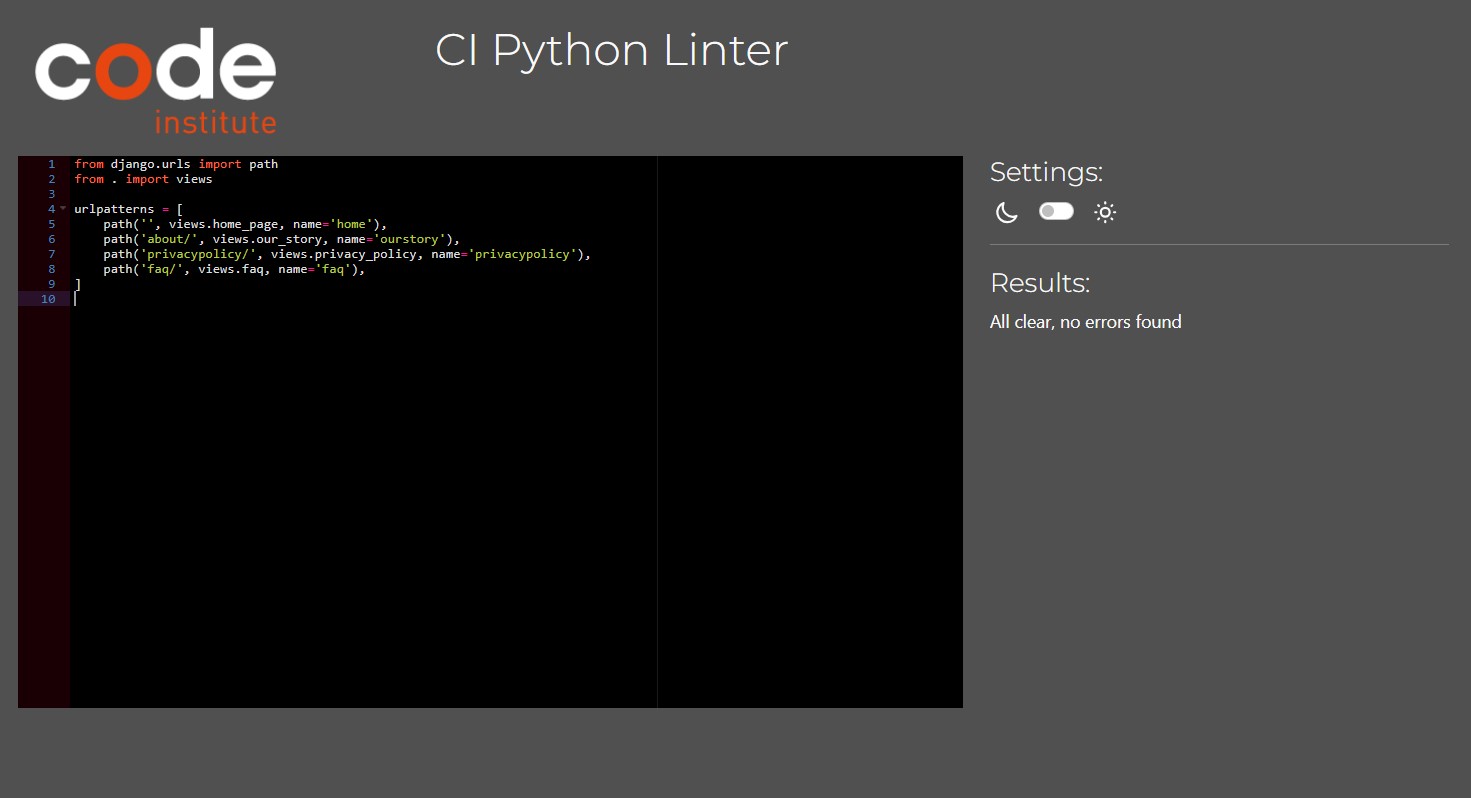 code
institute
CI Python Linter
1 from django.urls import path
2 from . import views
3
4 urlpatterns = [
5     path('', views.home_page, name='home'),
6     path('about/', views.our_story, name='ourstory'),
7     path('privacypolicy/', views.privacy_policy, name='privacypolicy'),
8     path('faq/', views.faq, name='faq'),
9 ]
10
Settings:
Results:
All clear, no errors found